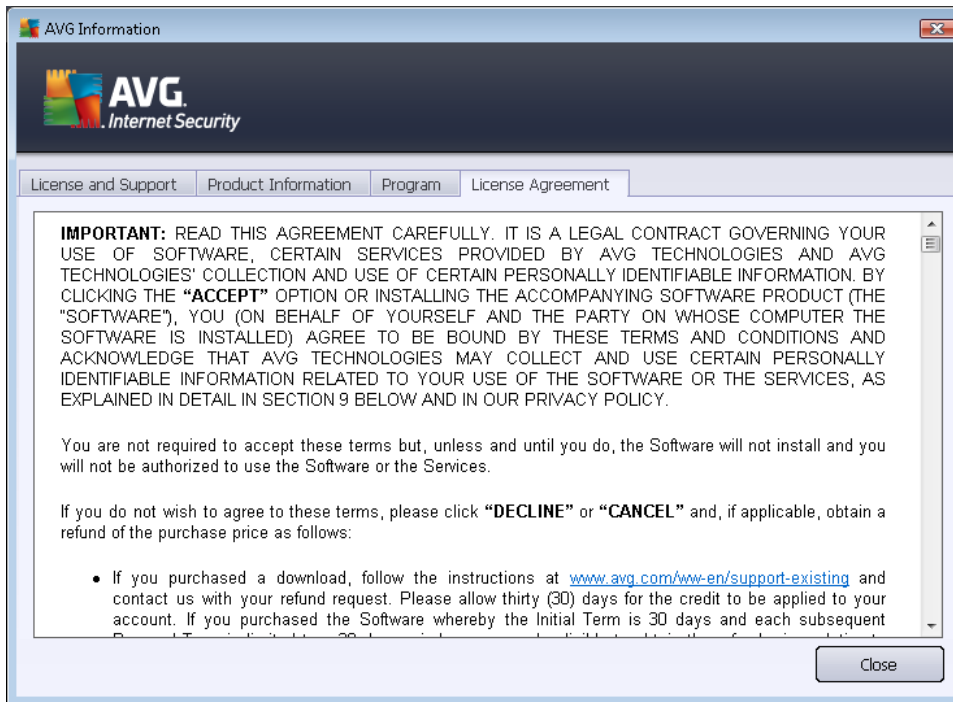 AVG Information
AVG.
Internet Security
License and Support
Product Information
Program
License Agreement
IMPORTANT: READ THIS AGREEMENT CAREFULLY. IT IS A LEGAL CONTRACT GOVERNING YOUR
USE OF SOFTWARE, CERTAIN SERVICES PROVIDED BY AVG TECHNOLOGIES AND AVG
TECHNOLOGIES' COLLECTION AND USE OF CERTAIN PERSONALLY IDENTIFIABLE INFORMATION. BY
CLICKING THE “ACCEPT” OPTION OR INSTALLING THE ACCOMPANYING SOFTWARE PRODUCT (THE
"SOFTWARE"), YOU (ON BEHALF OF YOURSELF AND THE PARTY ON WHOSE COMPUTER THE
SOFTWARE IS INSTALLED) AGREE TO BE BOUND BY THESE TERMS AND CONDITIONS AND
ACKNOWLEDGE THAT AVG TECHNOLOGIES MAY COLLECT AND USE CERTAIN PERSONALLY
IDENTIFIABLE INFORMATION RELATED TO YOUR USE OF THE SOFTWARE OR THE SERVICES, AS
EXPLAINED IN DETAIL IN SECTION 9 BELOW AND IN OUR PRIVACY POLICY.
You are not required to accept these terms but, unless and until you do, the Software will not install and you
will not be authorized to use the Software or the Services.
If you do not wish to agree to these terms, please click “DECLINE” or “CANCEL” and, if applicable, obtain a
refund of the purchase price as follows:
• If you purchased a download, follow the instructions at www.avg.com/ww-en/support-existing and
contact us with your refund request. Please allow thirty (30) days for the credit to be applied to your
account. If you purchased the Software whereby the Initial Term is 30 days and each subsequent
Close